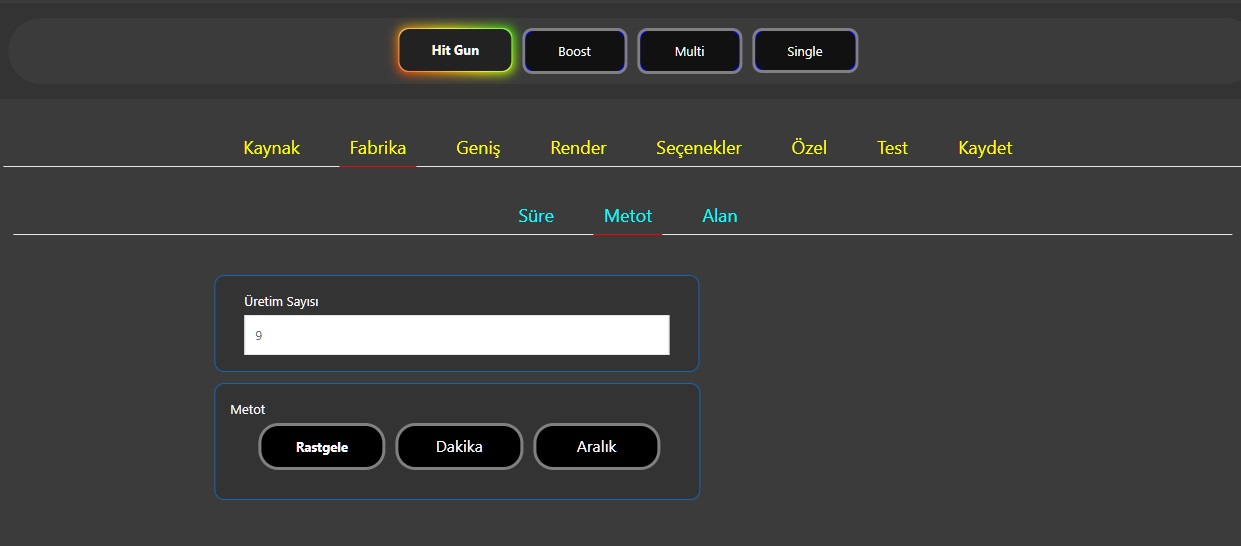 Hit Gun Boost Multi Single
Kaynak Fabrika Geniş Render Seçenekler Özel Test Kaydet
Süre Metot Alan
Üretim Sayısı
9
Metot
Rastgele Dakika Aralık